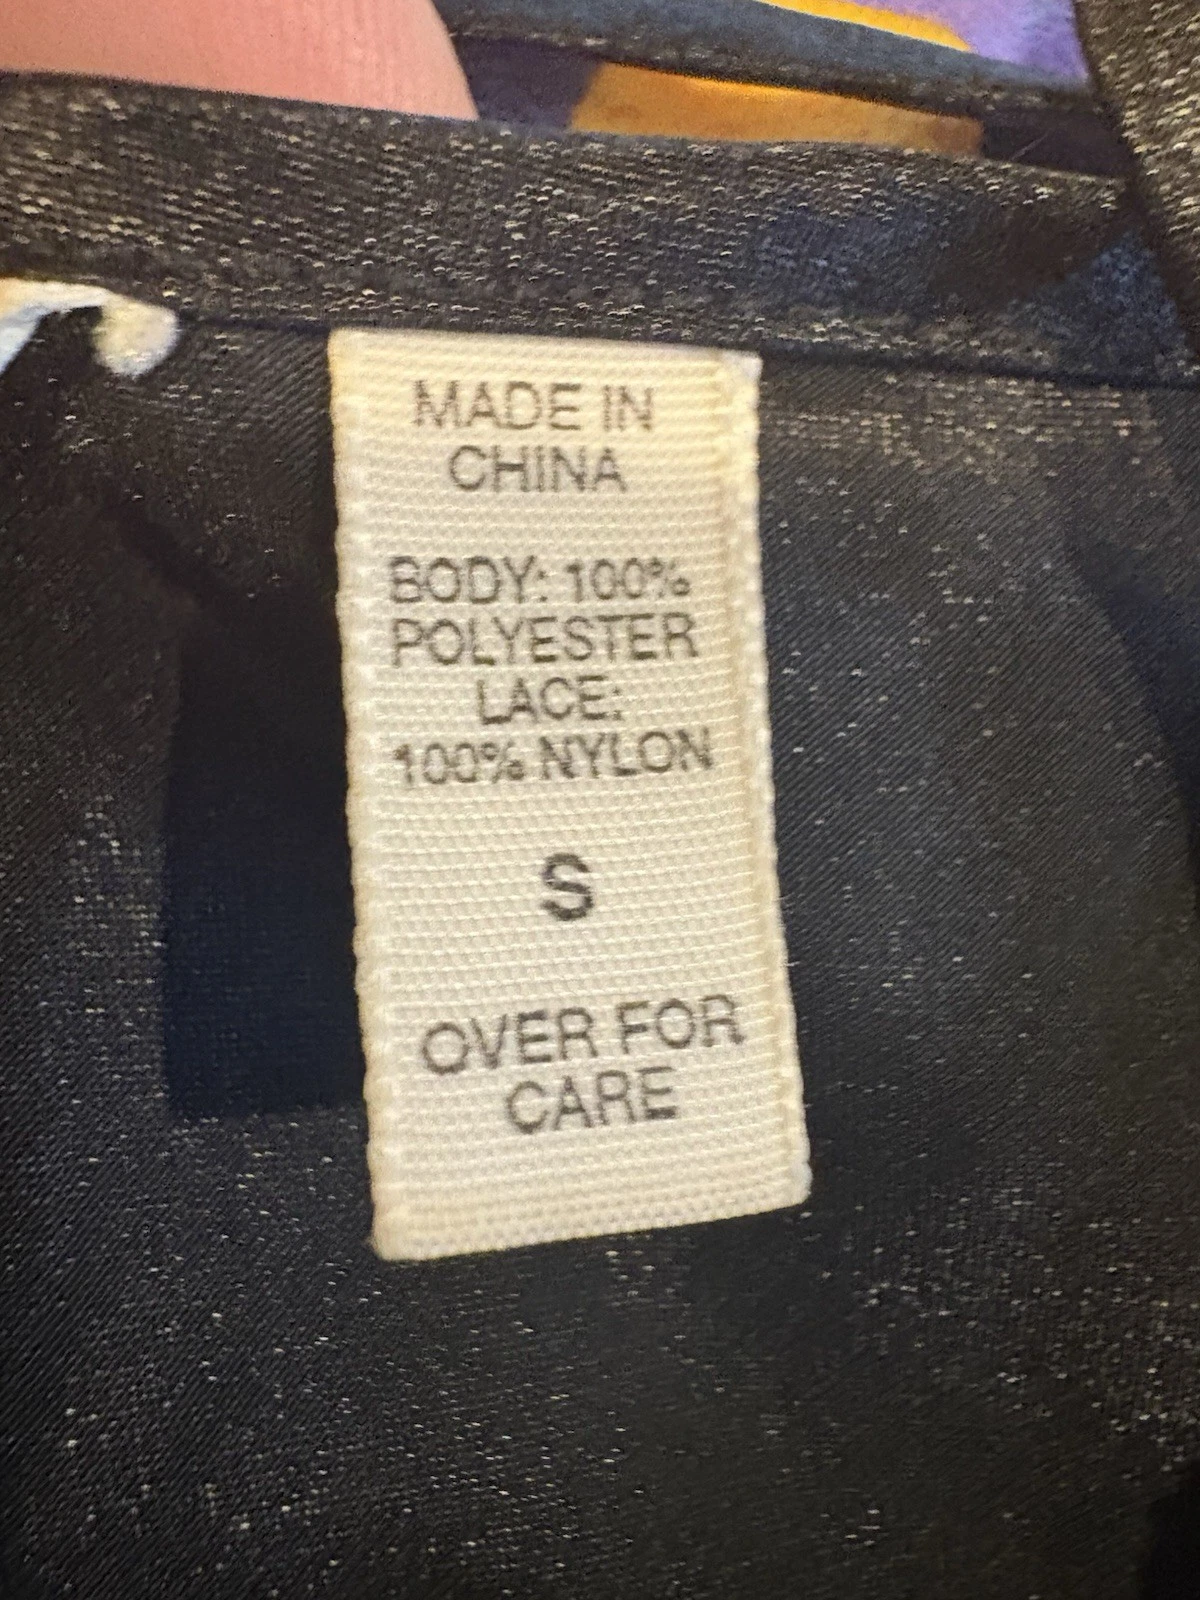 MADE IN
CHINA
BODY: 100%
POLYESTER
LACE:
100% NYLON
S
OVER FOR
CARE